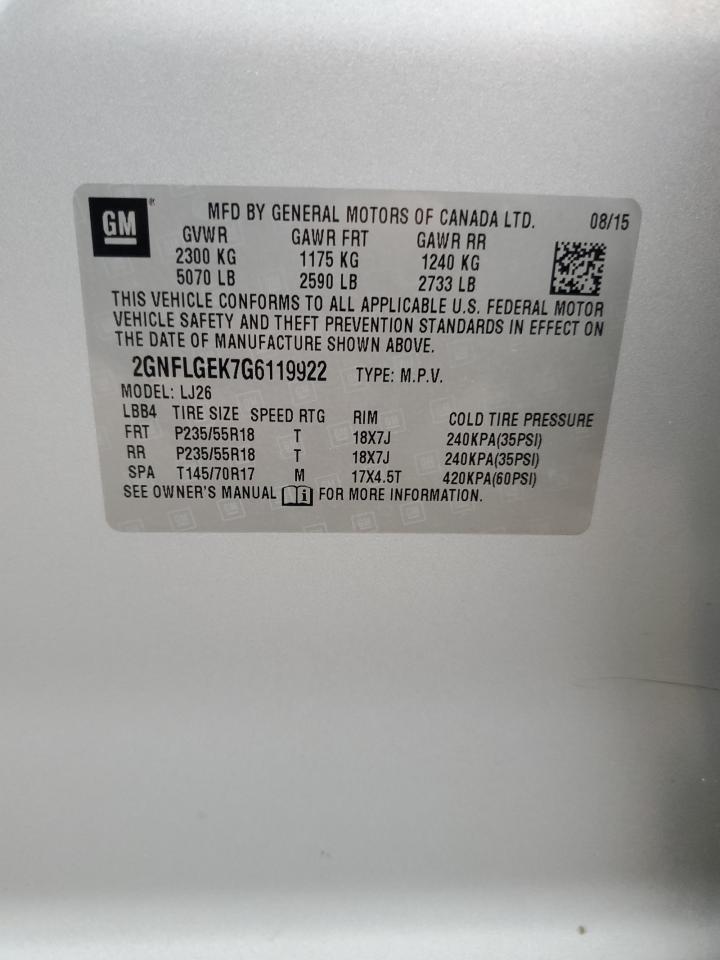 GM
MFD BY GENERAL MOTORS OF CANADA LTD. 08/15
GVWR GAWR FRT GAWR RR
2300 KG 1175 KG 1240 KG
5070 LB 2590 LB 2733 LB
THIS VEHICLE CONFORMS TO ALL APPLICABLE U.S. FEDERAL MOTOR
VEHICLE SAFETY AND THEFT PREVENTION STANDARDS IN EFFECT ON
THE DATE OF MANUFACTURE SHOWN ABOVE.
2GNFLGEK7G6119922 TYPE: M.P.V.
MODEL: LJ26
LBB4 TIRE SIZE SPEED RTG RIM COLD TIRE PRESSURE
FRT P235/55R18 T 18X7J 240KPA(35PSI)
RR P235/55R18 T 18X7J 240KPA(35PSI)
SPA T145/70R17 M 17X4.5T 420KPA(60PSI)
SEE OWNER'S MANUAL FOR MORE INFORMATION.